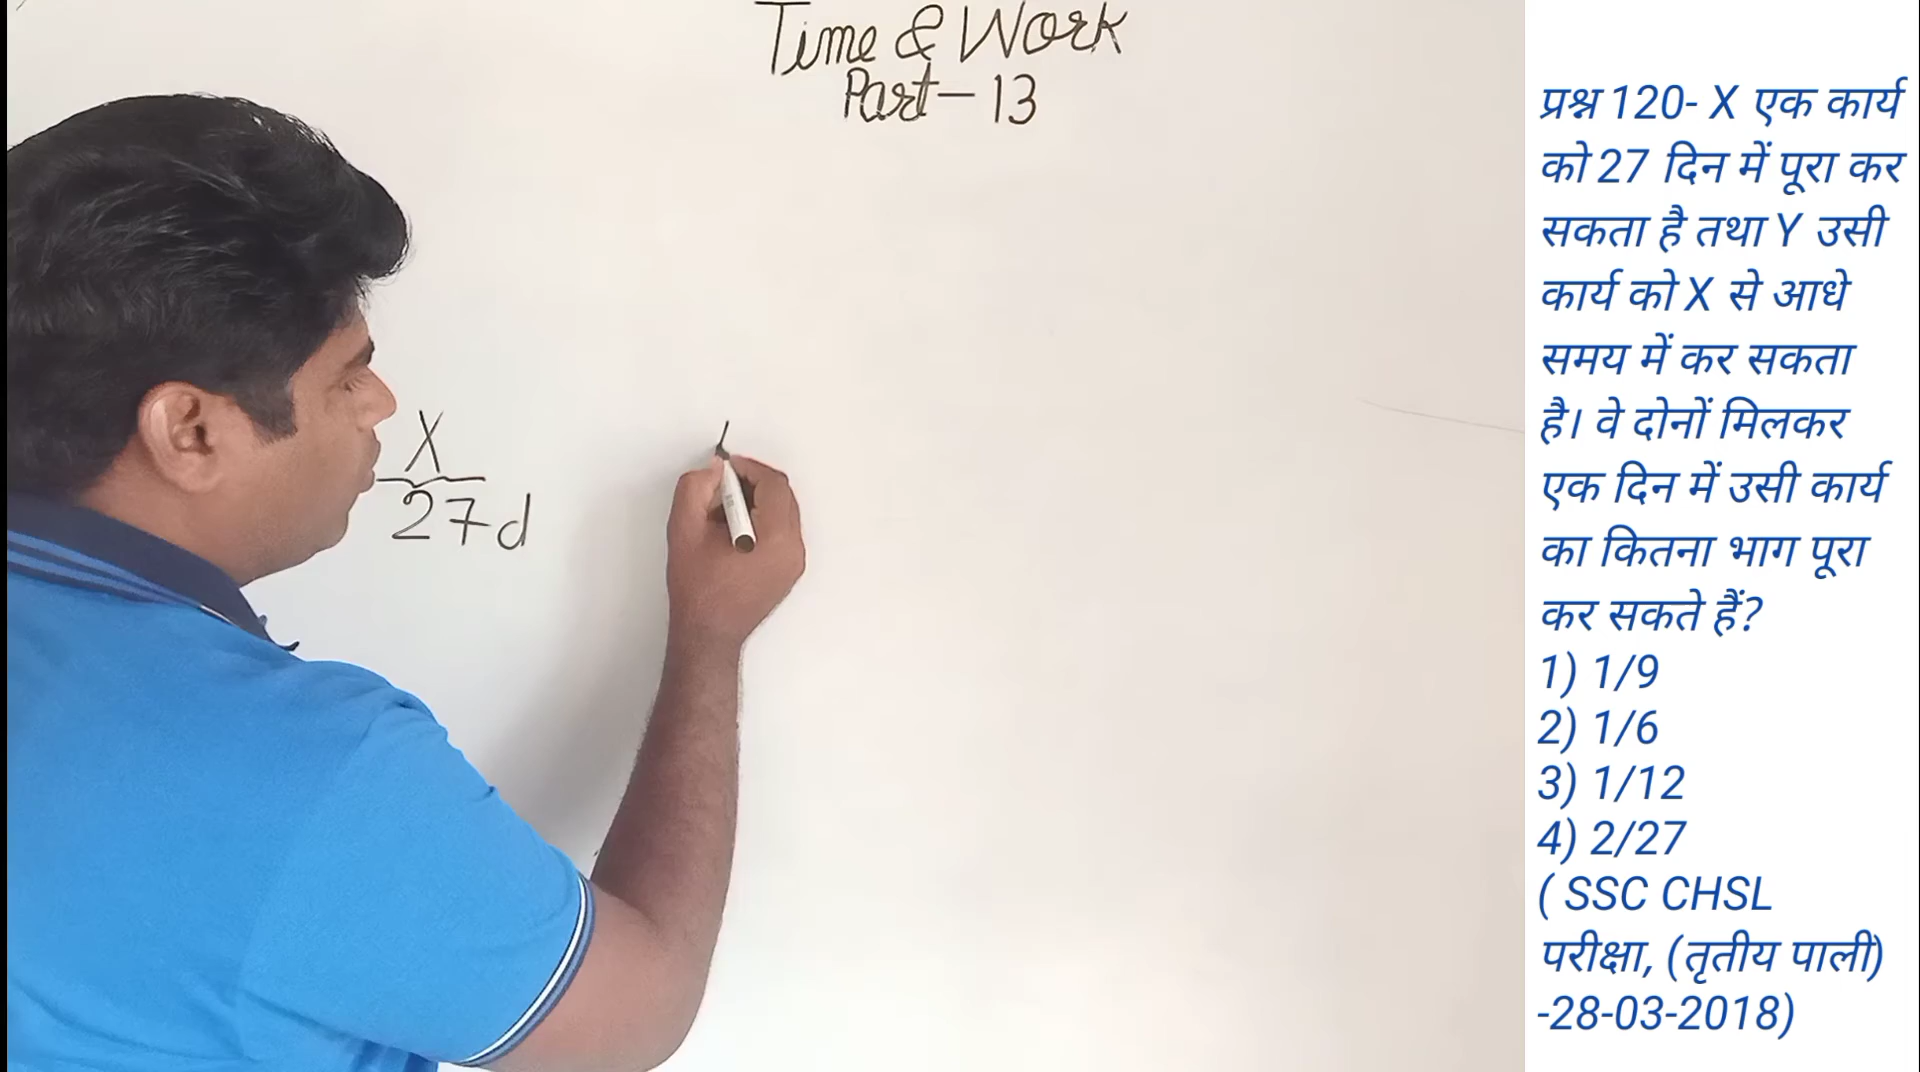 Time & Work
Part-13
X
27d
प्रश्न 120- X एक कार्य
को 27 दिन में पूरा कर
सकता है तथा Y उसी
कार्य को X से आधे
समय में कर सकता
है। वे दोनों मिलकर
एक दिन में उसी कार्य
का कितना भाग पूरा
कर सकते हैं?
1) 1/9
2) 1/6
3) 1/12
4) 2/27
( SSC CHSL
परीक्षा, (तृतीय पाली)
-28-03-2018)